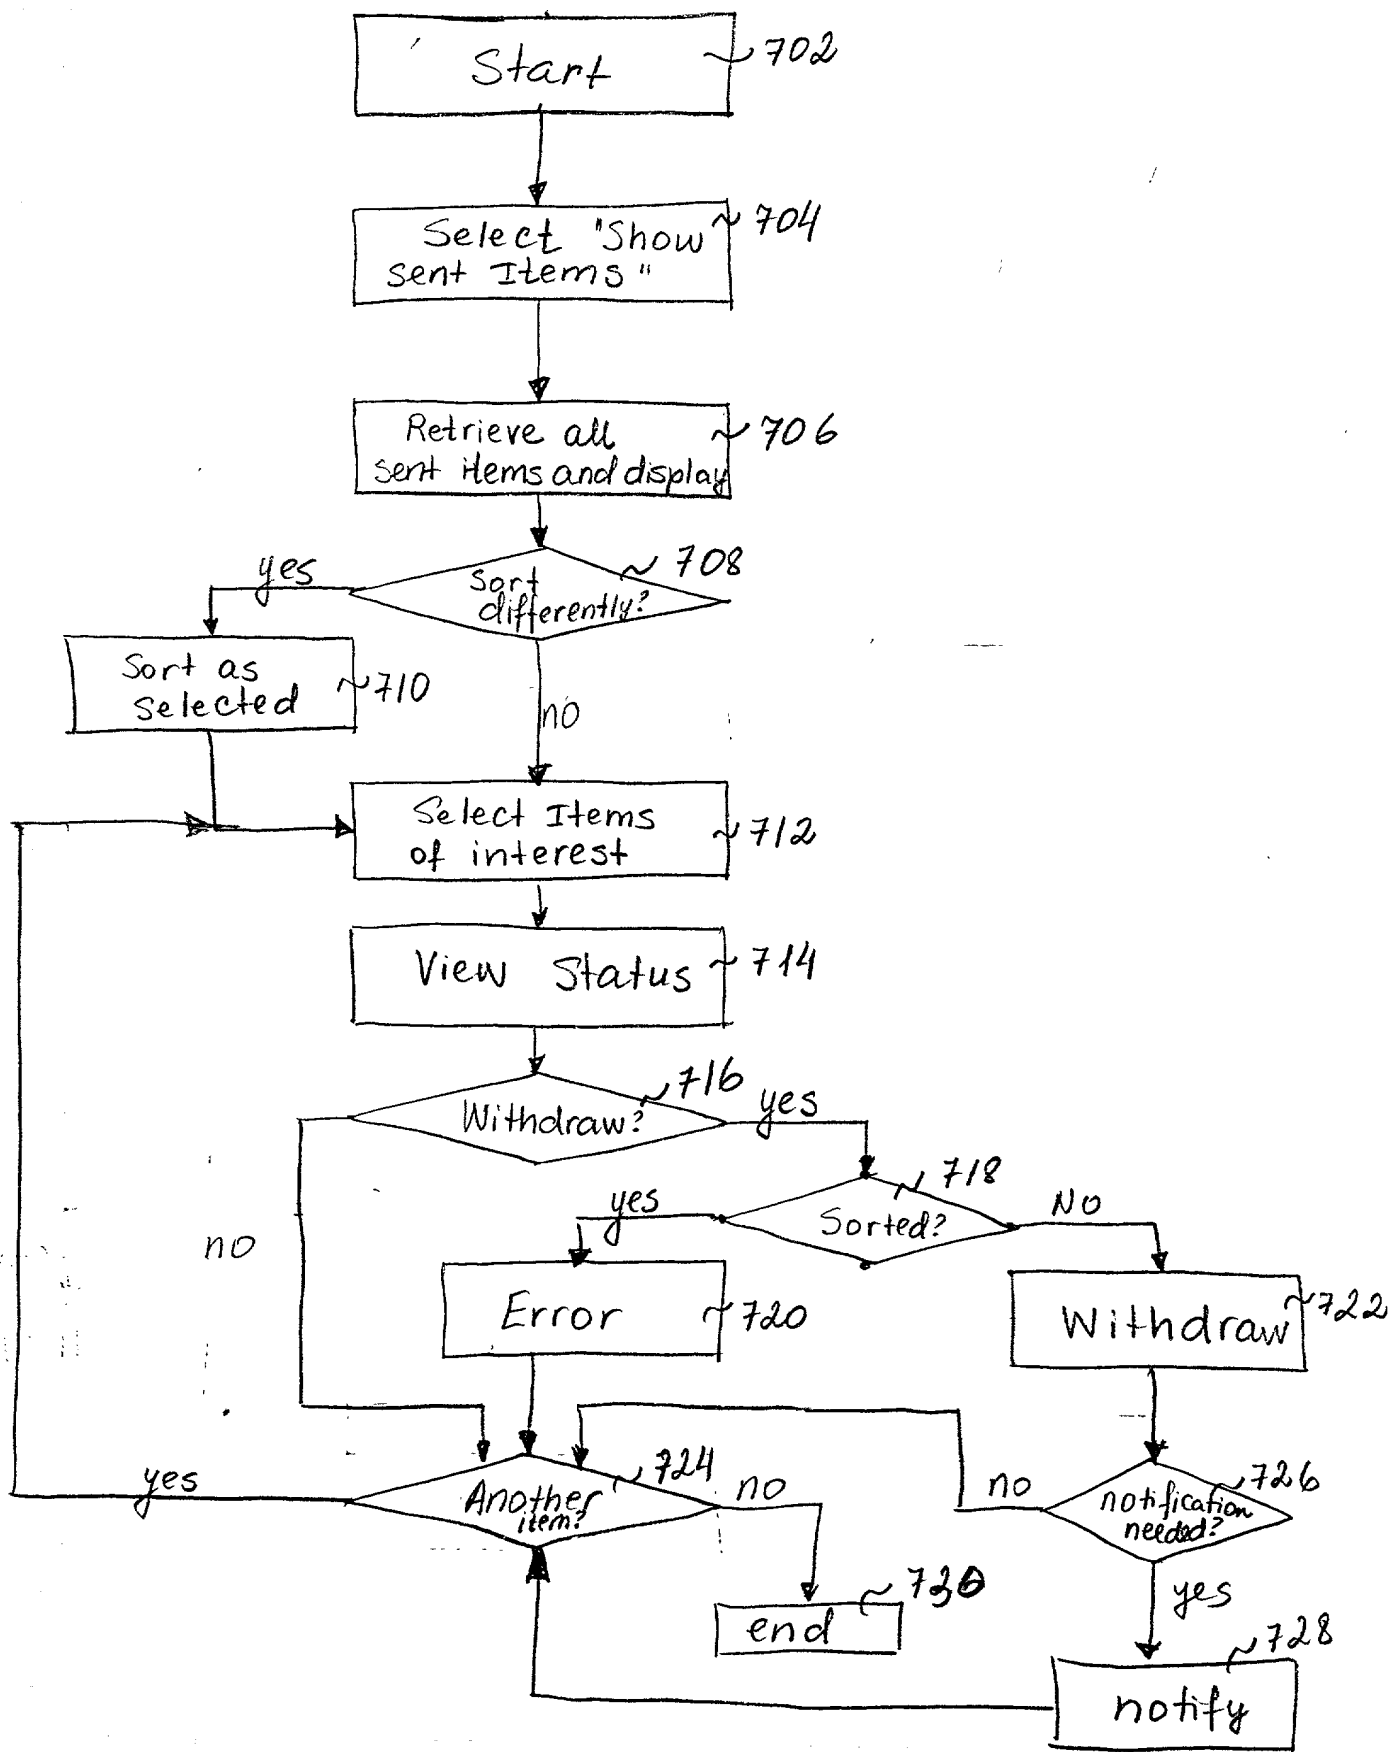 Start
702
Select "Show
sent Items"
704
Retrieve all
sent items and display
706
Sort
differently?
708
yes
no
Sort as
selected
710
Select Items
of interest
712
View Status
714
Withdraw?
716
yes
no
Sorted?
718
yes
NO
Error
720
Withdraw
722
Another
item?
724
yes
no
notification
needed?
726
no
yes
end
notify
728